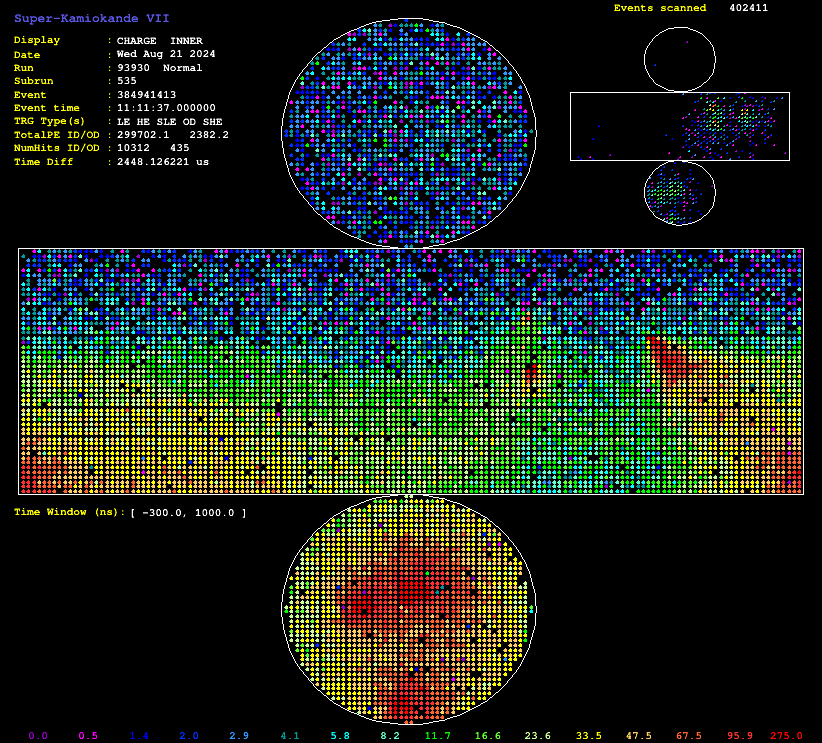 Super-Kamiokande VII
Events scanned 402411
Display : CHARGE INNER
Date : Wed Aug 21 2024
Run : 93930 Normal
Subrun : 535
Event : 384941413
Event time : 11:11:37.000000
TRG Type(s) : LE HE SLE OD SHE
TotalPE ID/OD : 299702.1 2382.2
NumHits ID/OD : 10312 435
Time Diff : 2448.126221 us
Time Window (ns): [ -300.0, 1000.0 ]
0.0 0.5 1.4 2.0 2.9 4.1 5.8 8.2 11.7 16.6 23.6 33.5 47.5 67.5 95.9 275.0